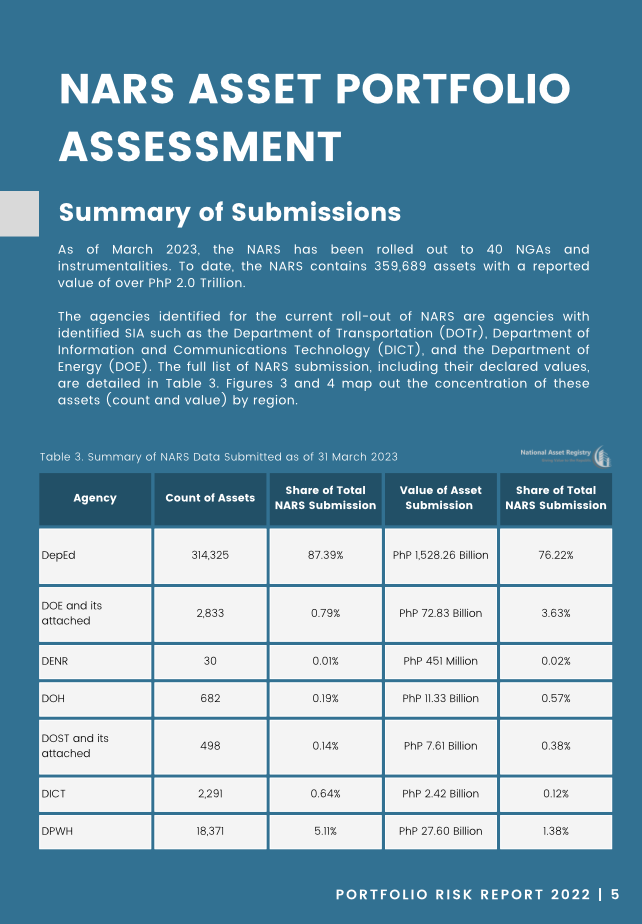 NARS ASSET PORTFOLIO
ASSESSMENT
Summary of Submissions
As of March 2023, the NARS has been rolled out to 40 NGAs and
instrumentalities. To date, the NARS contains 359,689 assets with a reported
value of over PhP 2.0 Trillion.
The agencies identified for the current roll-out of NARS are agencies with
identified SIA such as the Department of Transportation (DOTr), Department of
Information and Communications Technology (DICT), and the Department of
Energy (DOE). The full list of NARS submission, including their declared values,
are detailed in Table 3. Figures 3 and 4 map out the concentration of these
assets (count and value) by region.
Table 3. Summary of NARS Data Submitted as of 31 March 2023
National Asset Registry
Agency Count of Assets Share of Total NARS Submission Value of Asset Submission Share of Total NARS Submission
DepEd 314,325 87.39% PhP 1,528.26 Billion 76.22%
DOE and its attached 2,833 0.79% PhP 72.83 Billion 3.63%
DENR 30 0.01% PhP 451 Million 0.02%
DOH 682 0.19% PhP 11.33 Billion 0.57%
DOST and its attached 498 0.14% PhP 7.61 Billion 0.38%
DICT 2,291 0.64% PhP 2.42 Billion 0.12%
DPWH 18,371 5.11% PhP 27.60 Billion 1.38%
PORTFOLIO RISK REPORT 2022 | 5